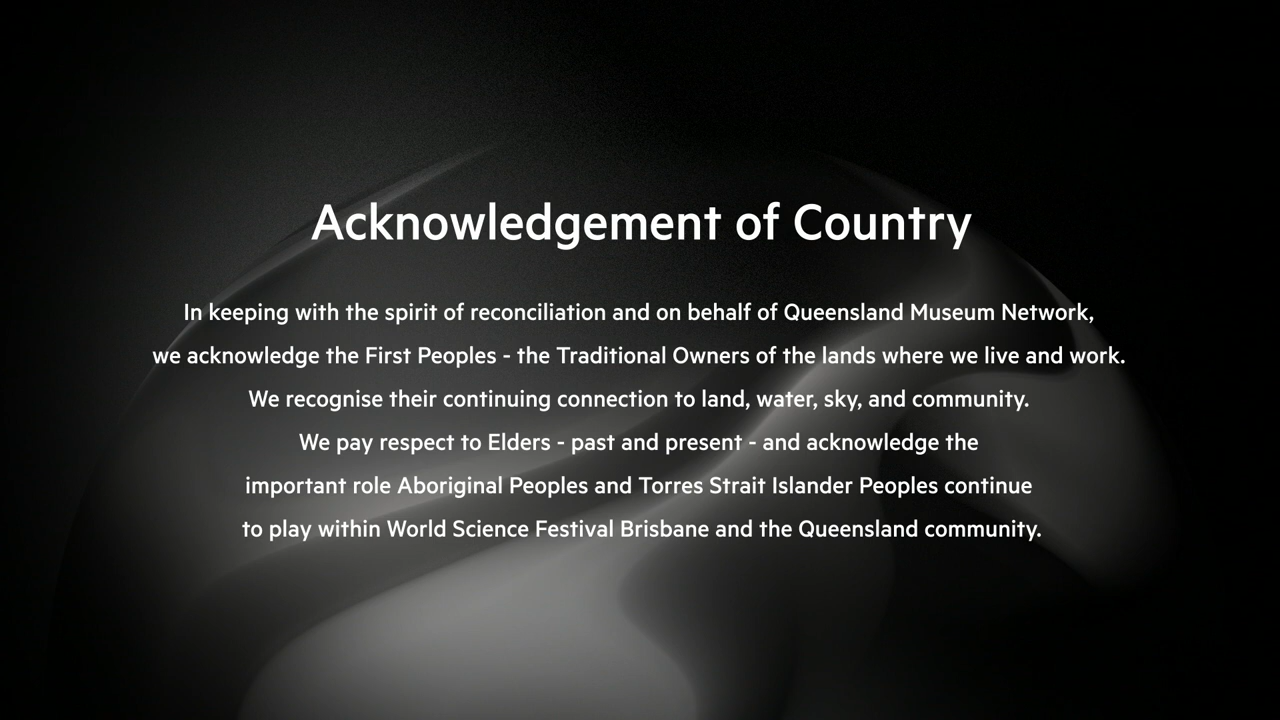 Acknowledgement of Country
In keeping with the spirit of reconciliation and on behalf of Queensland Museum Network,
we acknowledge the First Peoples - the Traditional Owners of the lands where we live and work.
We recognise their continuing connection to land, water, sky, and community.
We pay respect to Elders - past and present - and acknowledge the
important role Aboriginal Peoples and Torres Strait Islander Peoples continue
to play within World Science Festival Brisbane and the Queensland community.